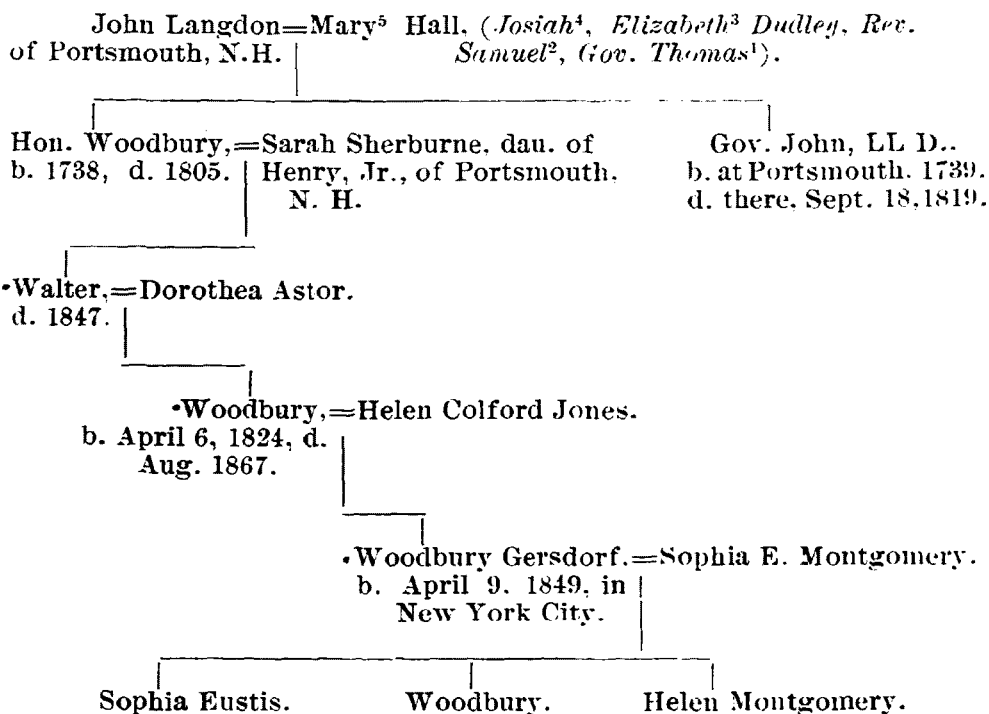 John Langdon=Mary⁵ Hall, (Josiah⁴, Elizabeth³ Dudley, Rev.
of Portsmouth, N.H. Samuel², Gov. Thomas¹).
Hon. Woodbury,=Sarah Sherburne, dau. of
b. 1738, d. 1805. Henry, Jr., of Portsmouth,
N. H.
Gov. John, LL D..
b. at Portsmouth. 1739.
d. there, Sept. 18, 1819.
•Walter,=Dorothea Astor.
d. 1847.
•Woodbury,=Helen Colford Jones.
b. April 6, 1824, d.
Aug. 1867.
•Woodbury Gersdorf.=Sophia E. Montgomery.
b. April 9. 1849, in
New York City.
Sophia Eustis. Woodbury. Helen Montgomery.